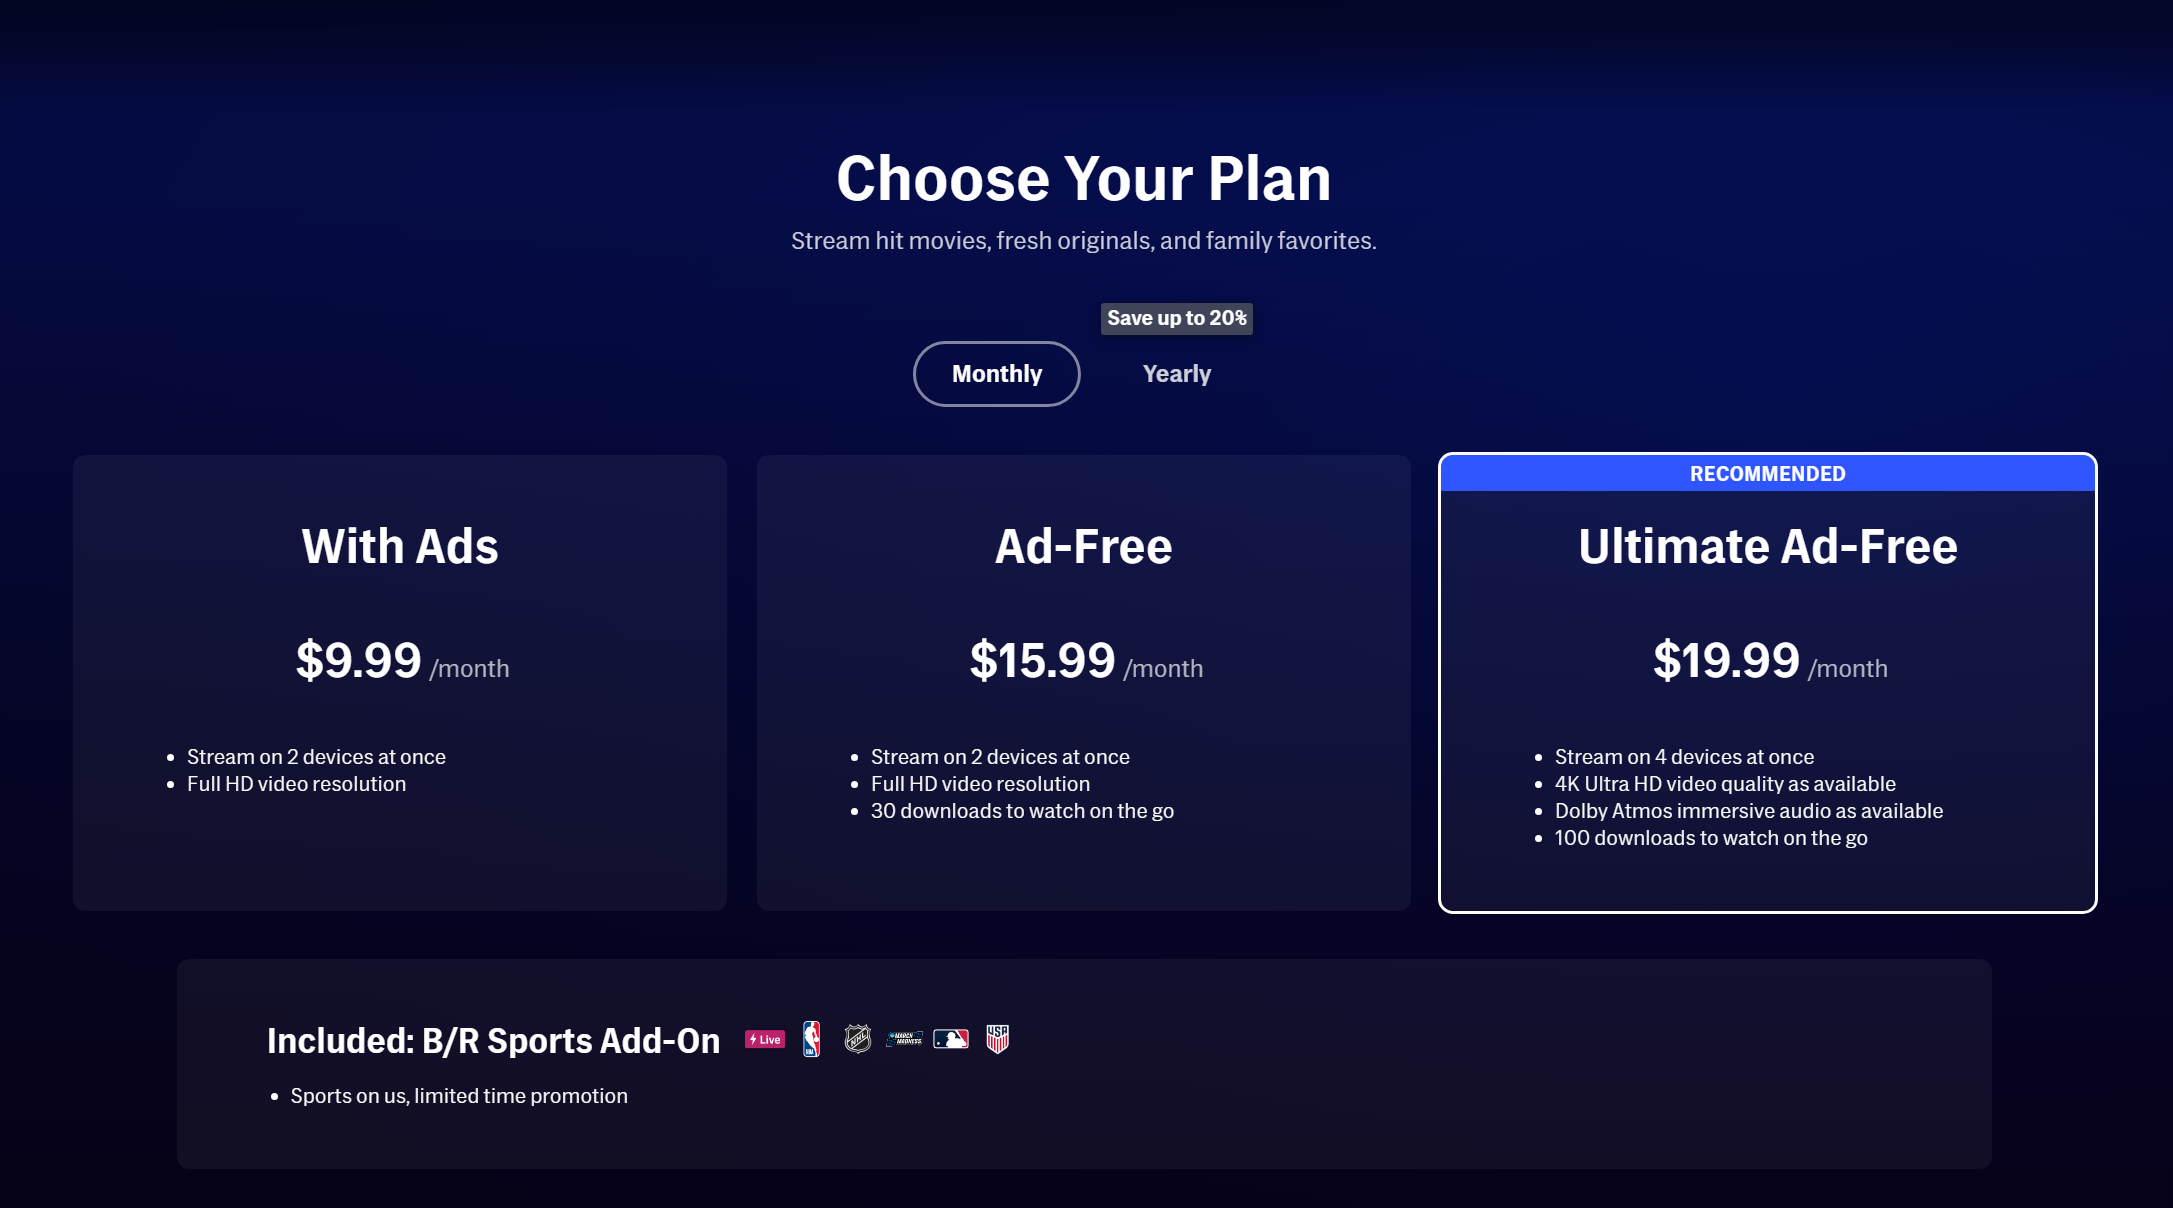 Choose Your Plan
Stream hit movies, fresh originals, and family favorites.
Save up to 20%
Monthly
Yearly
With Ads
$9.99 /month
Stream on 2 devices at once
Full HD video resolution
Ad-Free
$15.99 /month
Stream on 2 devices at once
Full HD video resolution
30 downloads to watch on the go
RECOMMENDED
Ultimate Ad-Free
$19.99 /month
Stream on 4 devices at once
4K Ultra HD video quality as available
Dolby Atmos immersive audio as available
100 downloads to watch on the go
Included: B/R Sports Add-On
Live
NBA
NHL
MARCH MADNESS
USA
Sports on us, limited time promotion